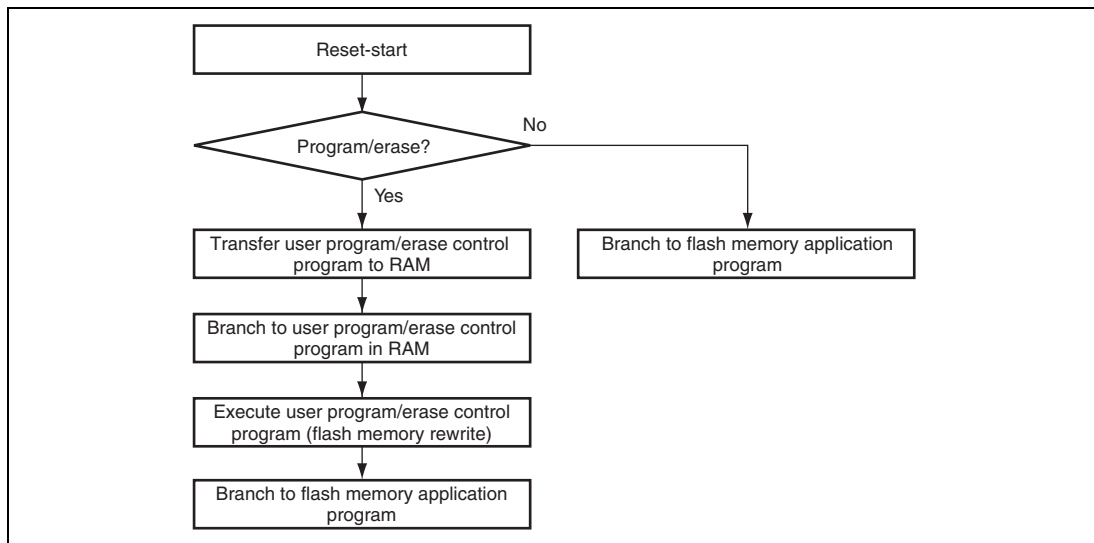 Reset-start
Program/erase?
No
Yes
Transfer user program/erase control
program to RAM
Branch to flash memory application
program
Branch to user program/erase control
program in RAM
Execute user program/erase control
program (flash memory rewrite)
Branch to flash memory application
program